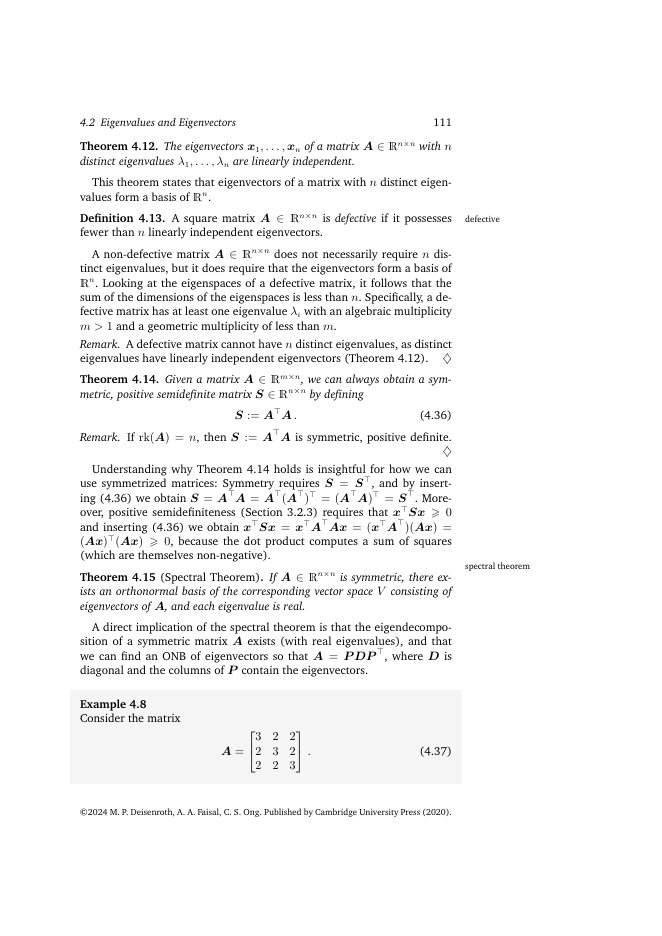 4.2 Eigenvalues and Eigenvectors 111
Theorem 4.12. The eigenvectors x₁, . . . , xₙ of a matrix A ∈ ℝⁿˣⁿ with n
distinct eigenvalues λ₁, . . . , λₙ are linearly independent.
This theorem states that eigenvectors of a matrix with n distinct eigen-
values form a basis of ℝⁿ.
Definition 4.13. A square matrix A ∈ ℝⁿˣⁿ is defective if it possesses
defective
fewer than n linearly independent eigenvectors.
A non-defective matrix A ∈ ℝⁿˣⁿ does not necessarily require n dis-
tinct eigenvalues, but it does require that the eigenvectors form a basis of
ℝⁿ. Looking at the eigenspaces of a defective matrix, it follows that the
sum of the dimensions of the eigenspaces is less than n. Specifically, a de-
fective matrix has at least one eigenvalue λᵢ with an algebraic multiplicity
m > 1 and a geometric multiplicity of less than m.
Remark. A defective matrix cannot have n distinct eigenvalues, as distinct
eigenvalues have linearly independent eigenvectors (Theorem 4.12). ♢
Theorem 4.14. Given a matrix A ∈ ℝᵐˣⁿ, we can always obtain a sym-
metric, positive semidefinite matrix S ∈ ℝⁿˣⁿ by defining
S := A⊤A . (4.36)
Remark. If rk(A) = n, then S := A⊤A is symmetric, positive definite.
♢
Understanding why Theorem 4.14 holds is insightful for how we can
use symmetrized matrices: Symmetry requires S = S⊤, and by insert-
ing (4.36) we obtain S = A⊤A = A⊤(A⊤)⊤ = (A⊤A)⊤ = S⊤. More-
over, positive semidefiniteness (Section 3.2.3) requires that x⊤Sx ⩾ 0
and inserting (4.36) we obtain x⊤Sx = x⊤A⊤Ax = (x⊤A⊤)(Ax) =
(Ax)⊤(Ax) ⩾ 0, because the dot product computes a sum of squares
(which are themselves non-negative).
spectral theorem
Theorem 4.15 (Spectral Theorem). If A ∈ ℝⁿˣⁿ is symmetric, there ex-
ists an orthonormal basis of the corresponding vector space V consisting of
eigenvectors of A, and each eigenvalue is real.
A direct implication of the spectral theorem is that the eigendecompo-
sition of a symmetric matrix A exists (with real eigenvalues), and that
we can find an ONB of eigenvectors so that A = PDP⊤, where D is
diagonal and the columns of P contain the eigenvectors.
Example 4.8
Consider the matrix
3 2 2
A = 2 3 2 . (4.37)
2 2 3
©2024 M. P. Deisenroth, A. A. Faisal, C. S. Ong. Published by Cambridge University Press (2020).